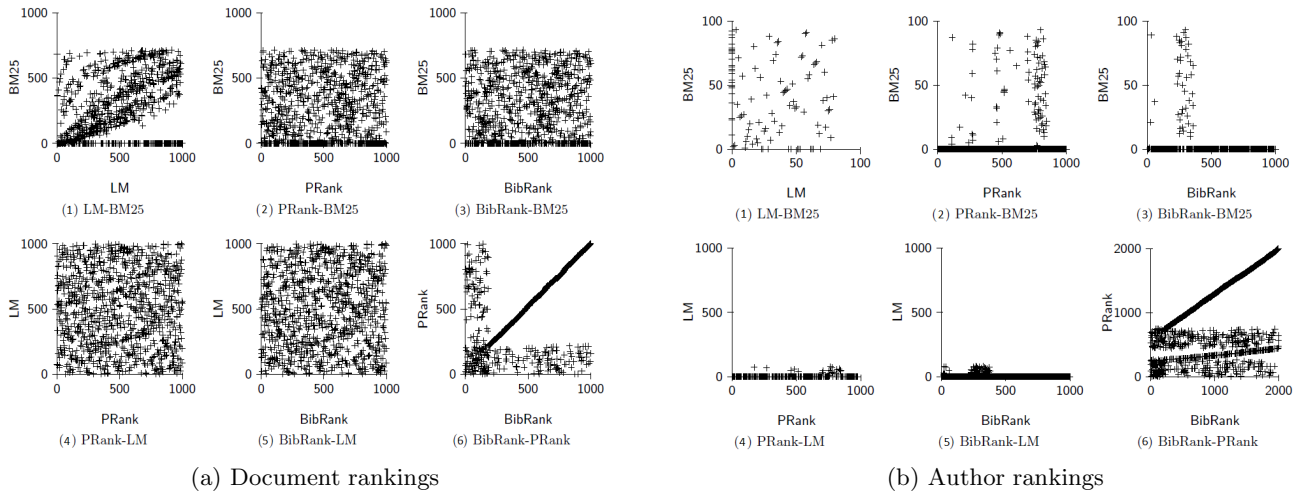 1000
500
0
0
500
1000
BM25
LM
(1) LM-BM25
1000
500
0
0
500
1000
BM25
PRank
(2) PRank-BM25
1000
500
0
0
500
1000
BM25
BibRank
(3) BibRank-BM25
1000
500
0
0
500
1000
LM
PRank
(4) PRank-LM
1000
500
0
0
500
1000
LM
BibRank
(5) BibRank-LM
1000
500
0
0
500
1000
PRank
BibRank
(6) BibRank-PRank
(a) Document rankings
100
50
0
0
50
100
BM25
LM
(1) LM-BM25
100
50
0
0
500
1000
BM25
PRank
(2) PRank-BM25
100
50
0
0
500
1000
BM25
BibRank
(3) BibRank-BM25
1000
500
0
0
500
1000
LM
PRank
(4) PRank-LM
1000
500
0
0
500
1000
LM
BibRank
(5) BibRank-LM
2000
1000
0
0
1000
2000
PRank
BibRank
(6) BibRank-PRank
(b) Author rankings